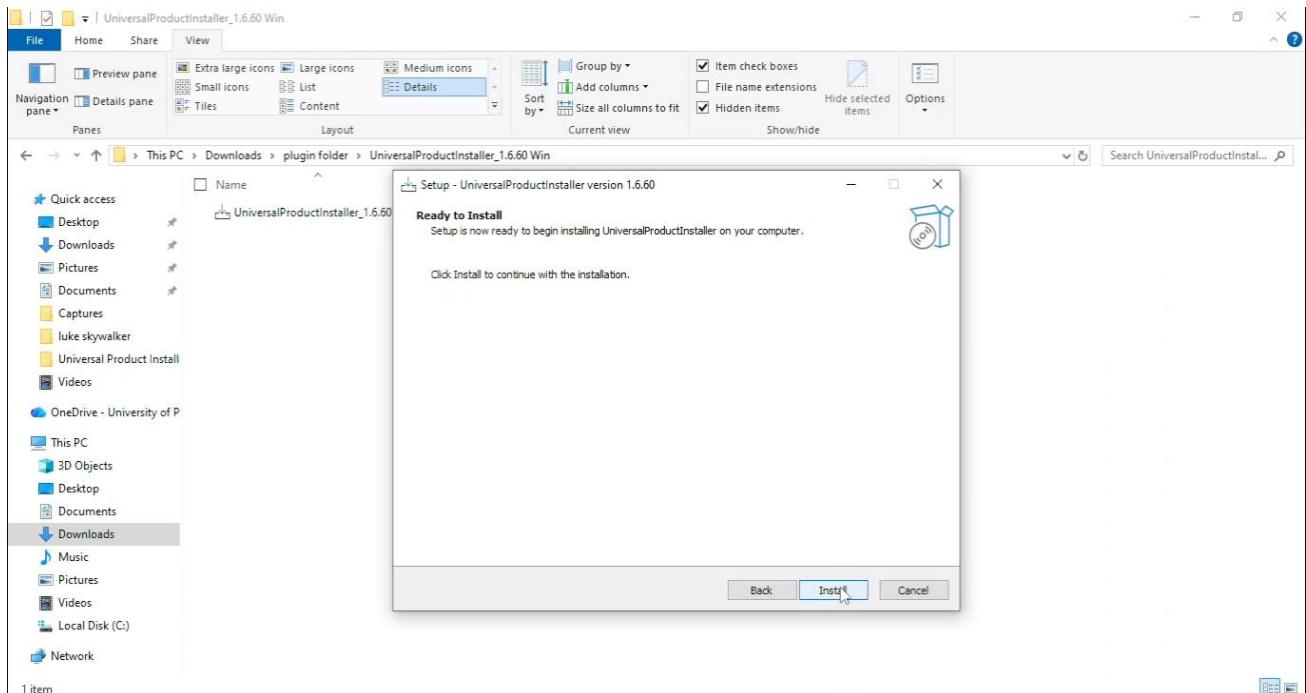 UniversalProductInstaller_1.6.60 Win
File Home Share View
Preview pane
Details pane
Navigation pane
Panes
Extra large icons Large icons Medium icons
Small icons List Details
Tiles Content
Layout
Sort by
Group by
Add columns
Size all columns to fit
Current view
Item check boxes
File name extensions
Hidden items
Hide selected items
Show/hide
Options
This PC > Downloads > plugin folder > UniversalProductInstaller_1.6.60 Win
Search UniversalProductInstal...
Quick access
Desktop
Downloads
Pictures
Documents
Captures
luke skywalker
Universal Product Install
Videos
OneDrive - University of P
This PC
3D Objects
Desktop
Documents
Downloads
Music
Pictures
Videos
Local Disk (C:)
Network
1 item
Name
UniversalProductInstaller_1.6.60
Setup - UniversalProductInstaller version 1.6.60
Ready to Install
Setup is now ready to begin installing UniversalProductInstaller on your computer.
Click Install to continue with the installation.
Back Install Cancel